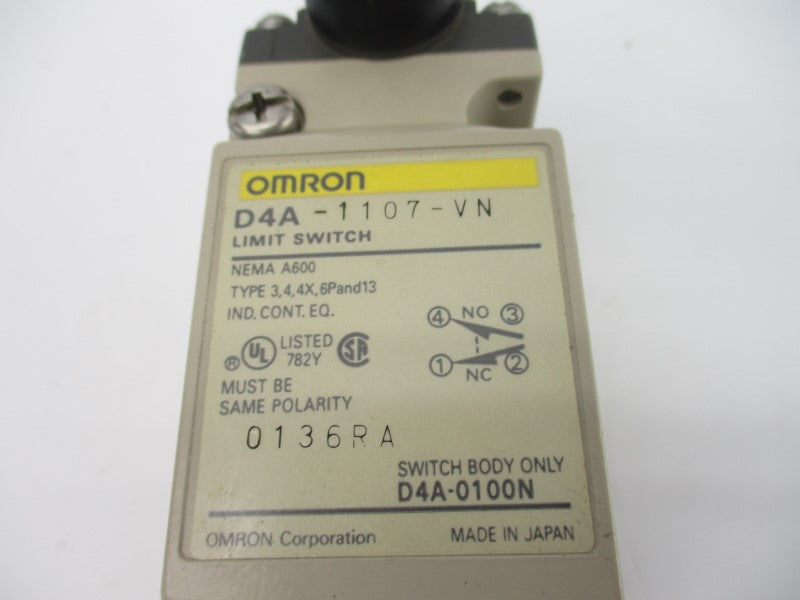 OMRON
D4A-1107-VN
LIMIT SWITCH
NEMA A600
TYPE 3,4,4X,6Pand13
IND. CONT. EQ.
④ NO ③
① NC ②
® UL LISTED 782Y SA
MUST BE
SAME POLARITY
0136RA
SWITCH BODY ONLY
D4A-0100N
OMRON Corporation MADE IN JAPAN